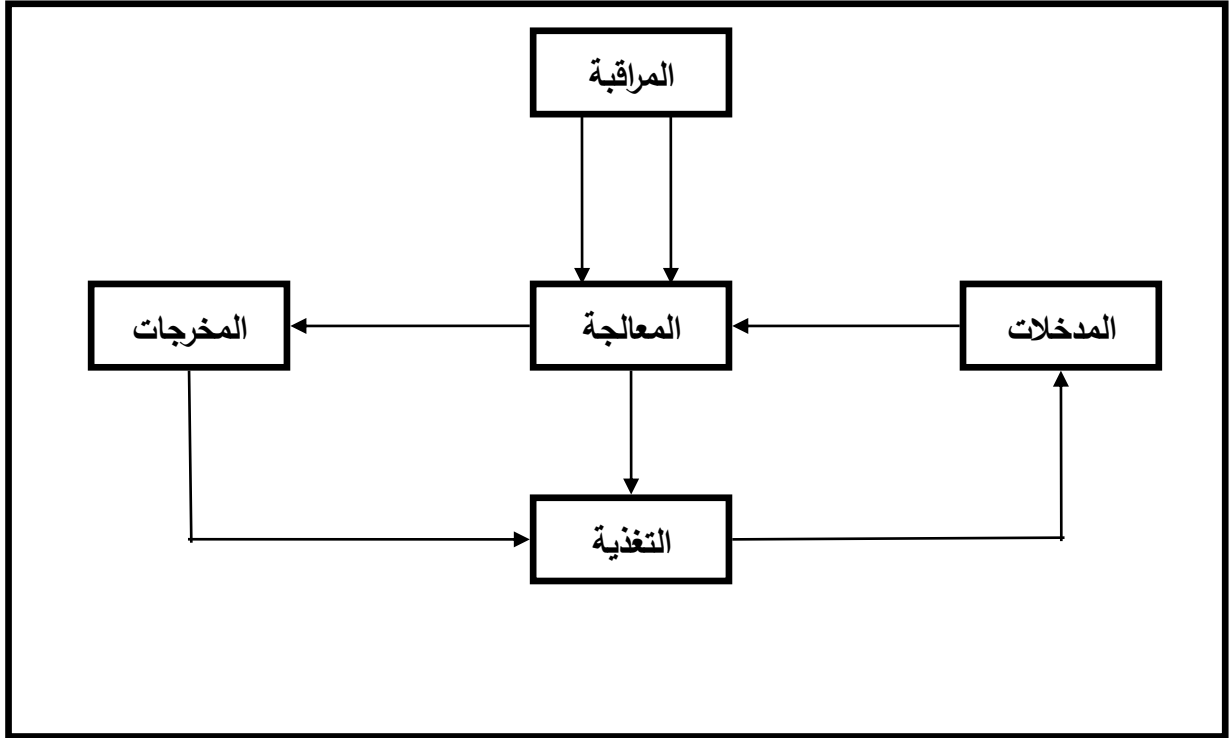 المراقبة
المدخلات
المعالجة
المخرجات
التغذية